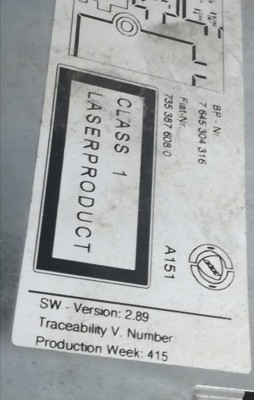 BP - Nr.
7 645 304 316
Fiat-Nr.
735 387 608 0
CLASS 1
LASERPRODUCT
A151
SW - Version: 2.89
Traceability V. Number
Production Week: 415